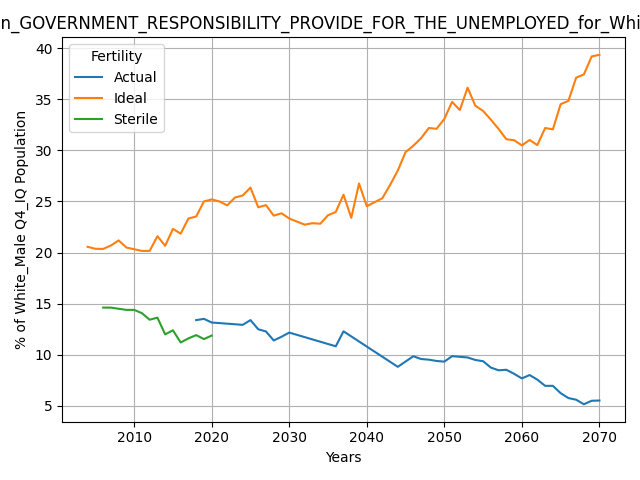 n_GOVERNMENT_RESPONSIBILITY_PROVIDE_FOR_THE_UNEMPLOYED_for_Whi
Fertility
Actual
Ideal
Sterile
% of White_Male Q4_IQ Population
40
35
30
25
20
15
10
5
2010 2020 2030 2040 2050 2060 2070
Years